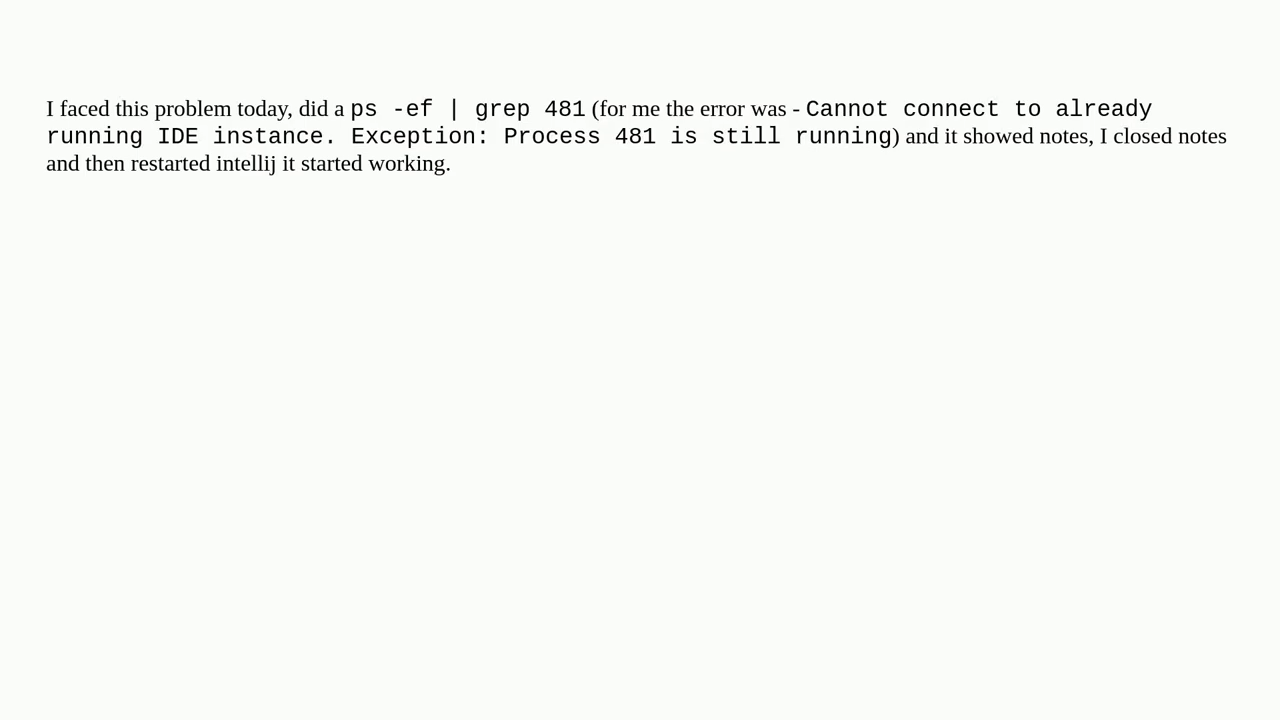 I faced this problem today, did a ps -ef | grep 481 (for me the error was - Cannot connect to already
running IDE instance. Exception: Process 481 is still running) and it showed notes, I closed notes
and then restarted intellij it started working.